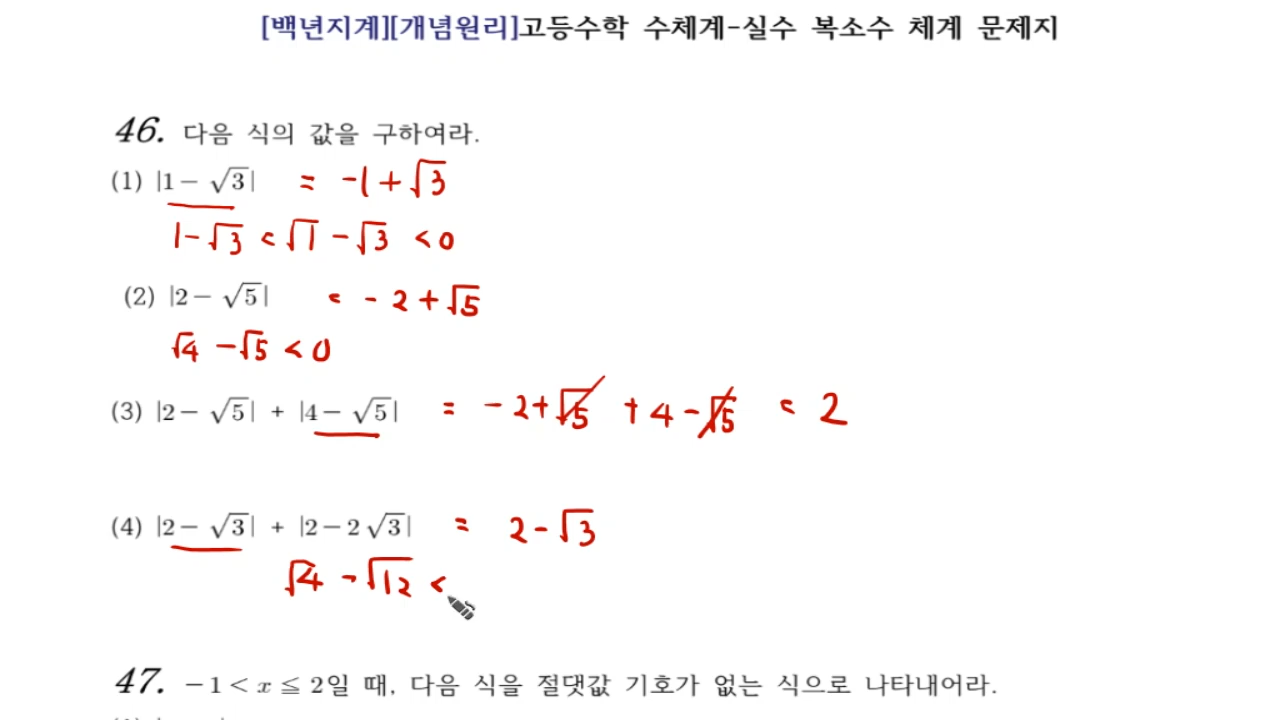 [백년지계][개념원리]고등수학 수체계-실수 복소수 체계 문제지
46. 다음 식의 값을 구하여라.
(1) |1 - √3| = -1 + √3
1 - √3 = √1 - √3 < 0
(2) |2 - √5| = -2 + √5
√4 - √5 < 0
(3) |2 - √5| + |4 - √5| = -2 + √5 + 4 - √5 = 2
(4) |2 - √3| + |2 - 2√3| = 2 - √3
√4 - √12 <
47. -1 < x ≦ 2일 때, 다음 식을 절댓값 기호가 없는 식으로 나타내어라.